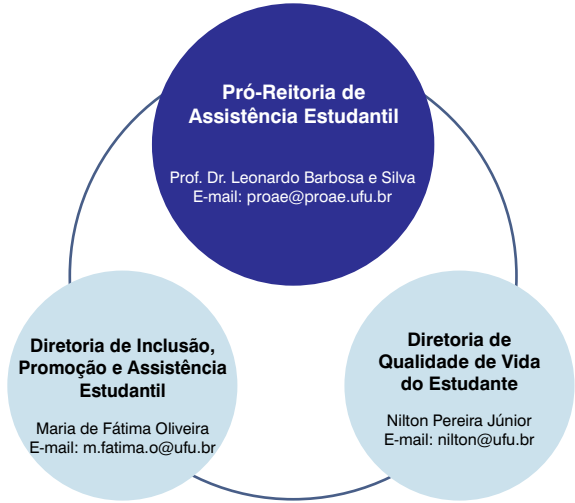 Pró-Reitoria de
Assistência Estudantil
Prof. Dr. Leonardo Barbosa e Silva
E-mail: proae@proae.ufu.br
Diretoria de Inclusão,
Promoção e Assistência
Estudantil
Maria de Fátima Oliveira
E-mail: m.fatima.o@ufu.br
Diretoria de
Qualidade de Vida
do Estudante
Nilton Pereira Júnior
E-mail: nilton@ufu.br